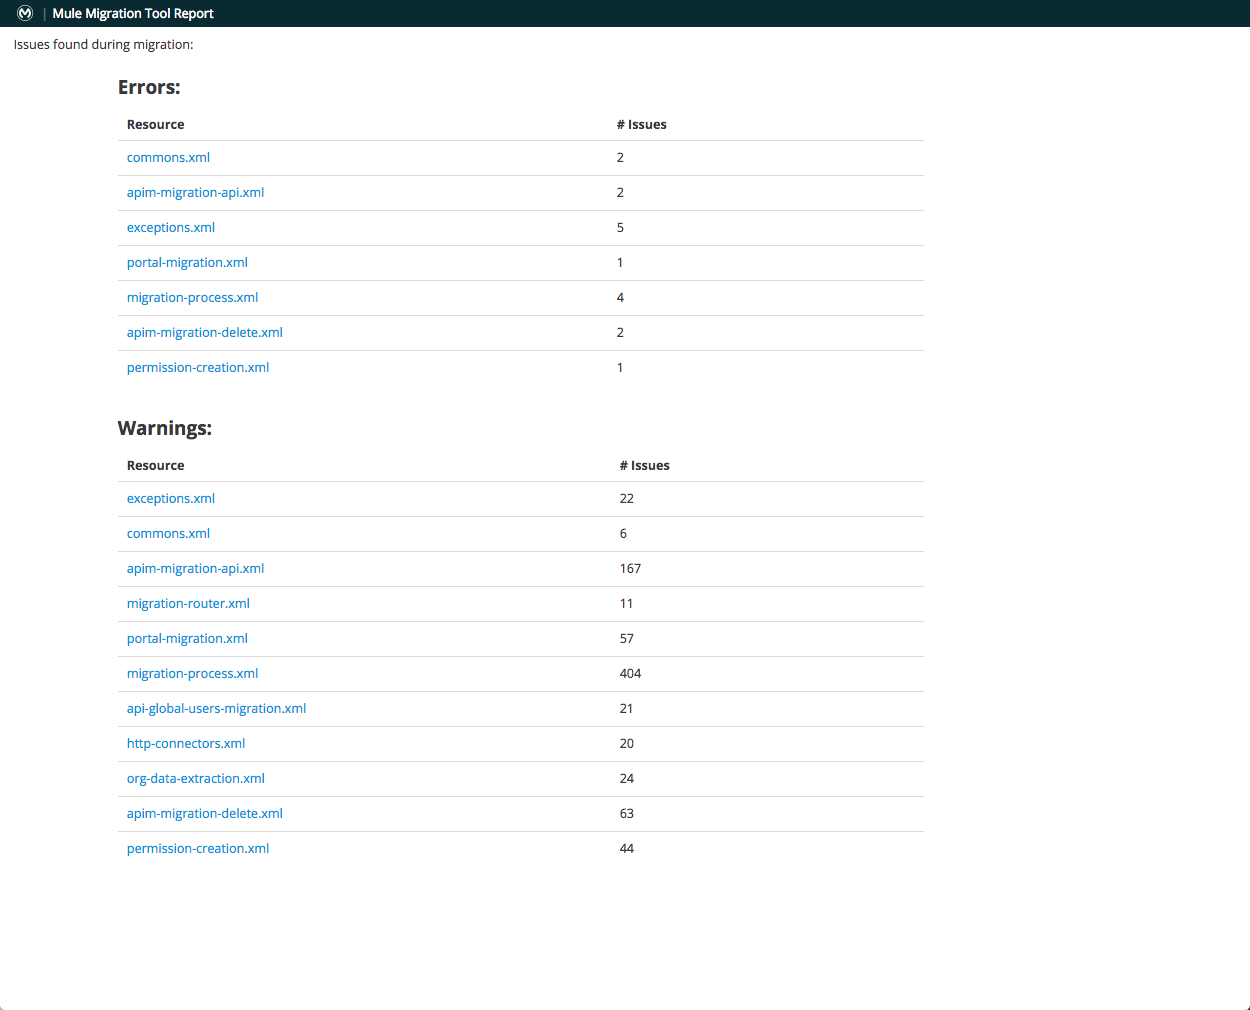 Mule Migration Tool Report
Issues found during migration:
Errors:
Resource # Issues
commons.xml 2
apim-migration-api.xml 2
exceptions.xml 5
portal-migration.xml 1
migration-process.xml 4
apim-migration-delete.xml 2
permission-creation.xml 1
Warnings:
Resource # Issues
exceptions.xml 22
commons.xml 6
apim-migration-api.xml 167
migration-router.xml 11
portal-migration.xml 57
migration-process.xml 404
api-global-users-migration.xml 21
http-connectors.xml 20
org-data-extraction.xml 24
apim-migration-delete.xml 63
permission-creation.xml 44